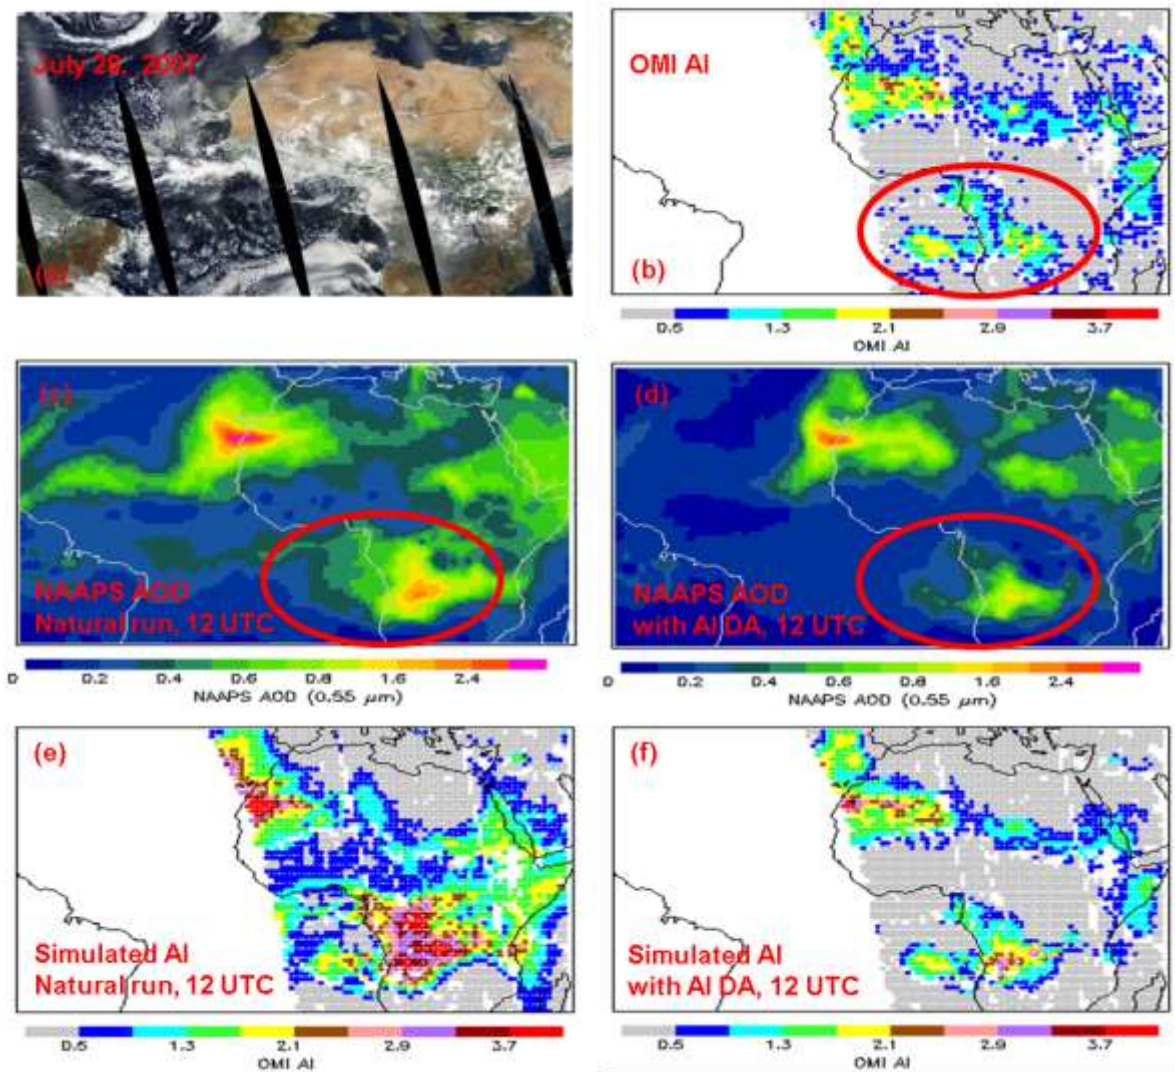 July 28, 2007
(a)
OMI AI
(b)
0.5 1.3 2.1 2.9 3.7
OMI AI
(c)
NAAPS AOD
Natural run, 12 UTC
0 0.2 0.4 0.6 0.8 1.2 1.6 2.4
NAAPS AOD (0.55 μm)
(d)
NAAPS AOD
with AI DA, 12 UTC
0 0.2 0.4 0.6 0.8 1.2 1.6 2.4
NAAPS AOD (0.55 μm)
(e)
Simulated AI
Natural run, 12 UTC
0.5 1.3 2.1 2.9 3.7
OMI AI
(f)
Simulated AI
with AI DA, 12 UTC
0.5 1.3 2.1 2.9 3.7
OMI AI